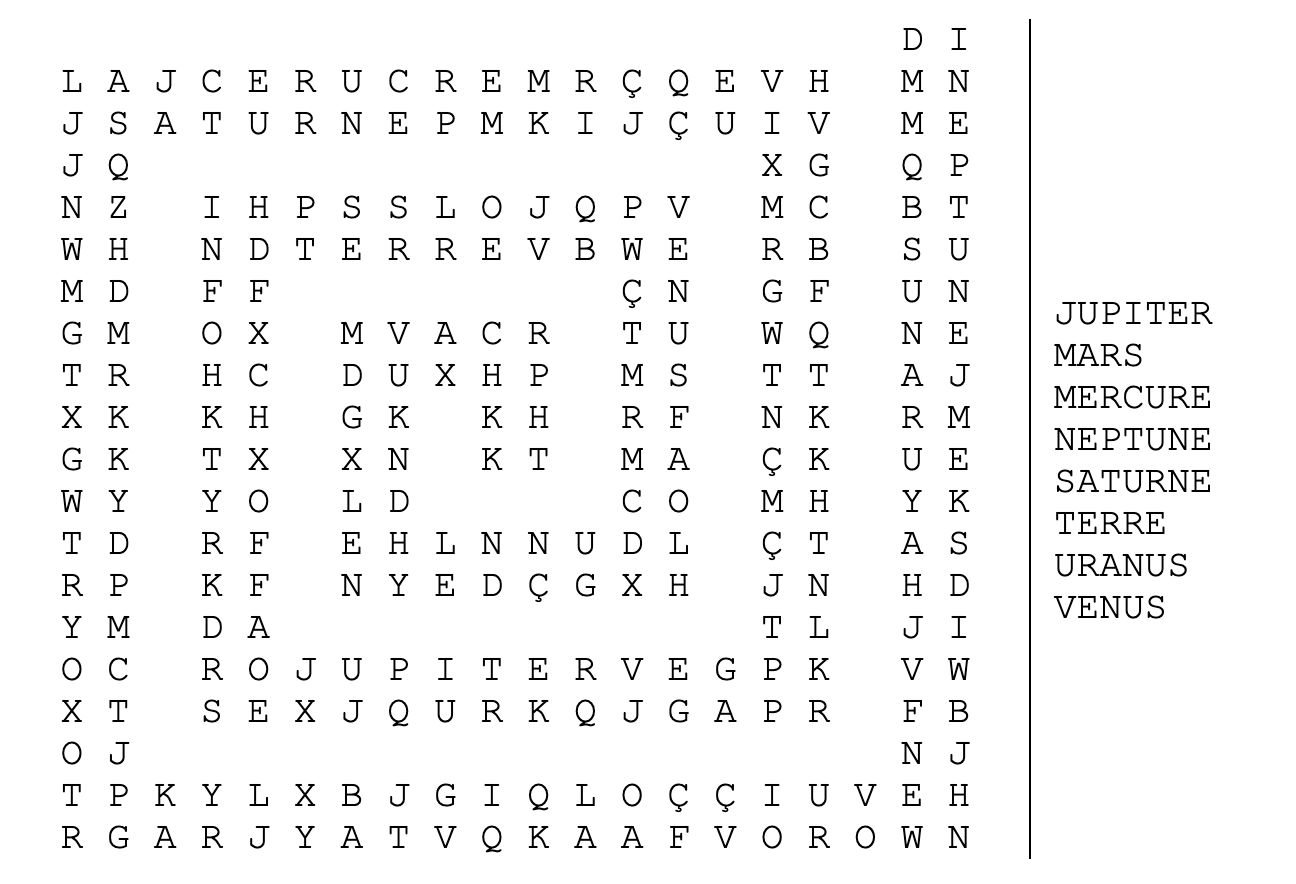 D I
L A J C E R U C R E M R Ç Q E V H M N
J S A T U R N E P M K I J Ç U I V M E
J Q X G Q P
N Z I H P S S L O J Q P V M C B T
W H N D T E R R E V B W E R B S U
M D F F Ç N G F U N
G M O X M V A C R T U W Q N E
T R H C D U X H P M S T T A J
X K K H G K K H R F N K R M
G K T X X N K T M A Ç K U E
W Y Y O L D C O M H Y K
T D R F E H L N N U D L Ç T A S
R P K F N Y E D Ç G X H J N H D
Y M D A T L J I
O C R O J U P I T E R V E G P K V W
X T S E X J Q U R K Q J G A P R F B
O J N J
T P K Y L X B J G I Q L O Ç Ç I U V E H
R G A R J Y A T V Q K A A F V O R O W N
JUPITER
MARS
MERCURE
NEPTUNE
SATURNE
TERRE
URANUS
VENUS